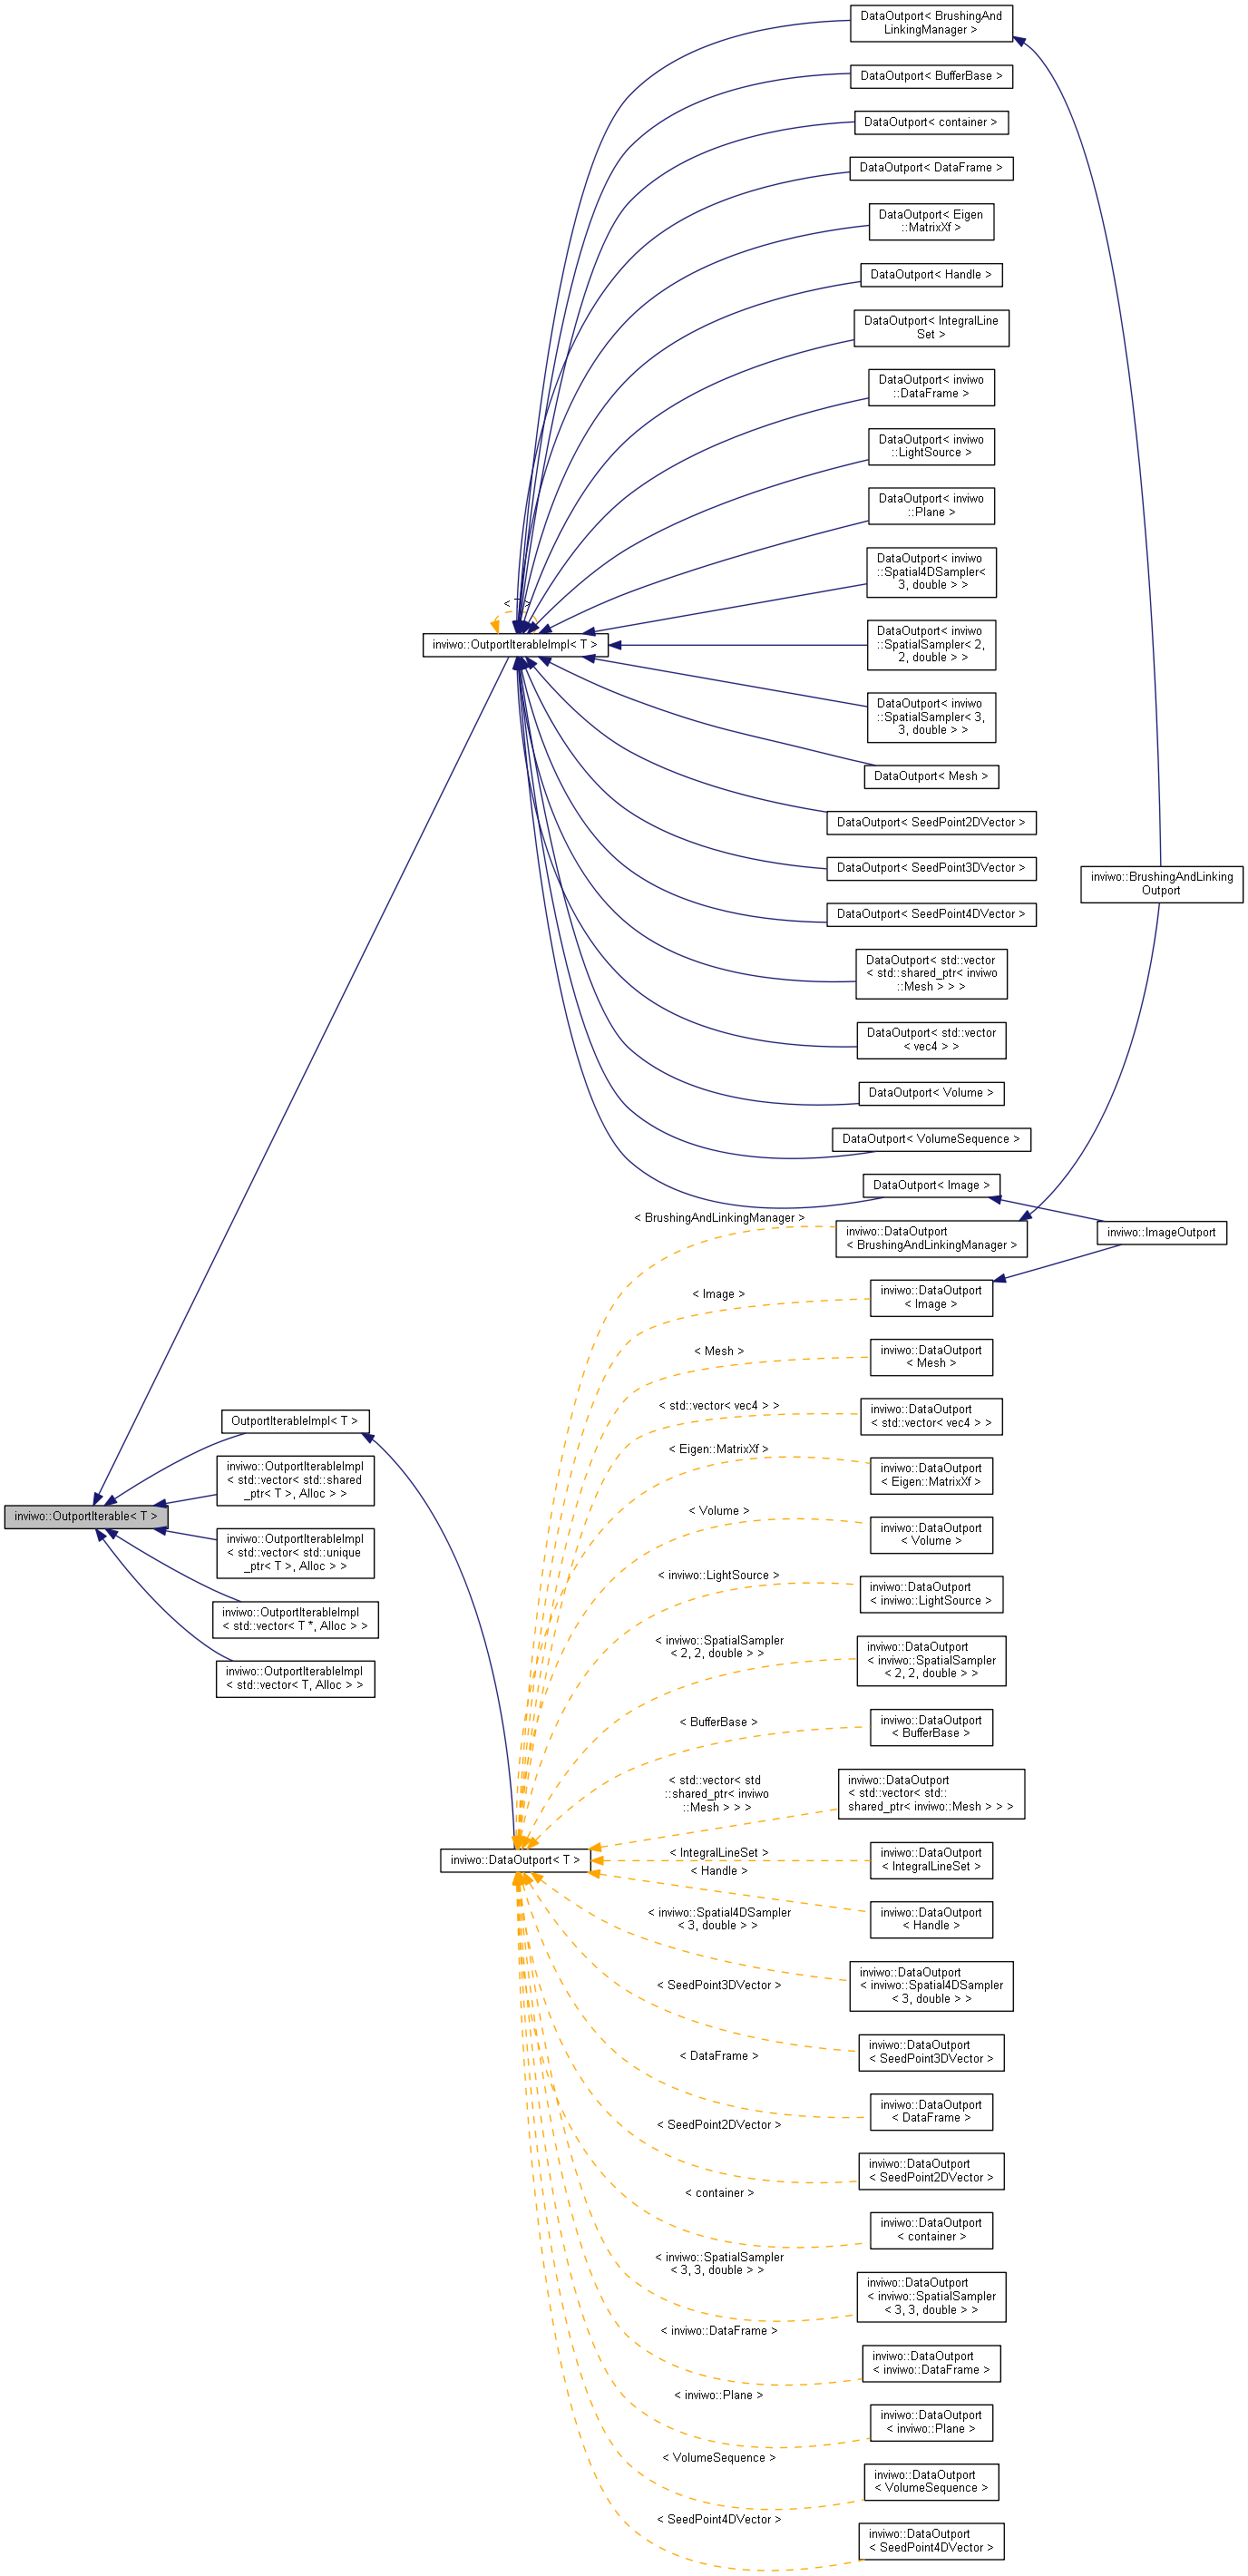 DataOutport< BrushingAnd
LinkingManager >
DataOutport< BufferBase >
DataOutport< container >
DataOutport< DataFrame >
DataOutport< Eigen
::MatrixXf >
DataOutport< Handle >
DataOutport< IntegralLine
Set >
DataOutport< inviwo
::DataFrame >
DataOutport< inviwo
::LightSource >
DataOutport< inviwo
::Plane >
DataOutport< inviwo
::Spatial4DSampler<
3, double > >
< T >
inviwo::OutportIterableImpl< T >
DataOutport< inviwo
::SpatialSampler< 2,
2, double > >
DataOutport< inviwo
::SpatialSampler< 3,
3, double > >
DataOutport< Mesh >
DataOutport< SeedPoint2DVector >
DataOutport< SeedPoint3DVector >
inviwo::BrushingAndLinking
Outport
DataOutport< SeedPoint4DVector >
DataOutport< std::vector
< std::shared_ptr< inviwo
::Mesh > > >
DataOutport< std::vector
< vec4 > >
DataOutport< Volume >
DataOutport< VolumeSequence >
DataOutport< Image >
< BrushingAndLinkingManager >
inviwo::DataOutport
< BrushingAndLinkingManager >
inviwo::ImageOutport
< Image >
inviwo::DataOutport
< Image >
< Mesh >
inviwo::DataOutport
< Mesh >
< std::vector< vec4 > >
inviwo::DataOutport
< std::vector< vec4 > >
OutportIterableImpl< T >
< Eigen::MatrixXf >
inviwo::DataOutport
< Eigen::MatrixXf >
inviwo::OutportIterableImpl
< std::vector< std::shared
_ptr< T >, Alloc > >
inviwo::OutportIterable< T >
< Volume >
inviwo::DataOutport
< Volume >
inviwo::OutportIterableImpl
< std::vector< std::unique
_ptr< T >, Alloc > >
< inviwo::LightSource >
inviwo::DataOutport
< inviwo::LightSource >
inviwo::OutportIterableImpl
< std::vector< T *, Alloc > >
< inviwo::SpatialSampler
< 2, 2, double > >
inviwo::DataOutport
< inviwo::SpatialSampler
< 2, 2, double > >
inviwo::OutportIterableImpl
< std::vector< T, Alloc > >
< BufferBase >
inviwo::DataOutport
< BufferBase >
< std::vector< std
::shared_ptr< inviwo
::Mesh > > >
inviwo::DataOutport
< std::vector< std::
shared_ptr< inviwo::Mesh > > >
inviwo::DataOutport< T >
< IntegralLineSet >
inviwo::DataOutport
< IntegralLineSet >
< Handle >
inviwo::DataOutport
< Handle >
< inviwo::Spatial4DSampler
< 3, double > >
inviwo::DataOutport
< inviwo::Spatial4DSampler
< 3, double > >
< SeedPoint3DVector >
inviwo::DataOutport
< SeedPoint3DVector >
< DataFrame >
inviwo::DataOutport
< DataFrame >
< SeedPoint2DVector >
inviwo::DataOutport
< SeedPoint2DVector >
< container >
inviwo::DataOutport
< container >
< inviwo::SpatialSampler
< 3, 3, double > >
inviwo::DataOutport
< inviwo::SpatialSampler
< 3, 3, double > >
< inviwo::DataFrame >
inviwo::DataOutport
< inviwo::DataFrame >
< inviwo::Plane >
inviwo::DataOutport
< inviwo::Plane >
< VolumeSequence >
inviwo::DataOutport
< VolumeSequence >
< SeedPoint4DVector >
inviwo::DataOutport
< SeedPoint4DVector >